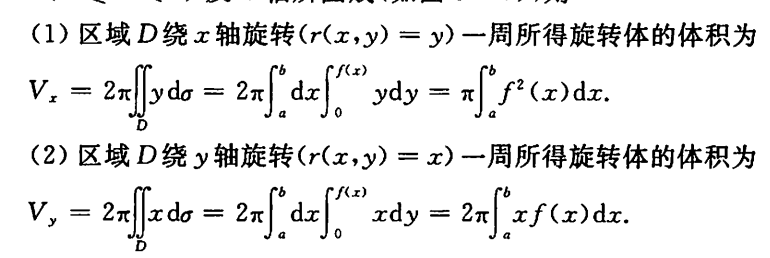 (1) 区域 D 绕 x 轴旋转(r(x,y) = y)一周所得旋转体的体积为
Vₓ = 2π∬_D y dσ = 2π∫_a^b dx∫_0^{f(x)} y dy = π∫_a^b f²(x)dx.
(2) 区域 D 绕 y 轴旋转(r(x,y) = x)一周所得旋转体的体积为
V_y = 2π∬_D x dσ = 2π∫_a^b dx∫_0^{f(x)} x dy = 2π∫_a^b x f(x)dx.